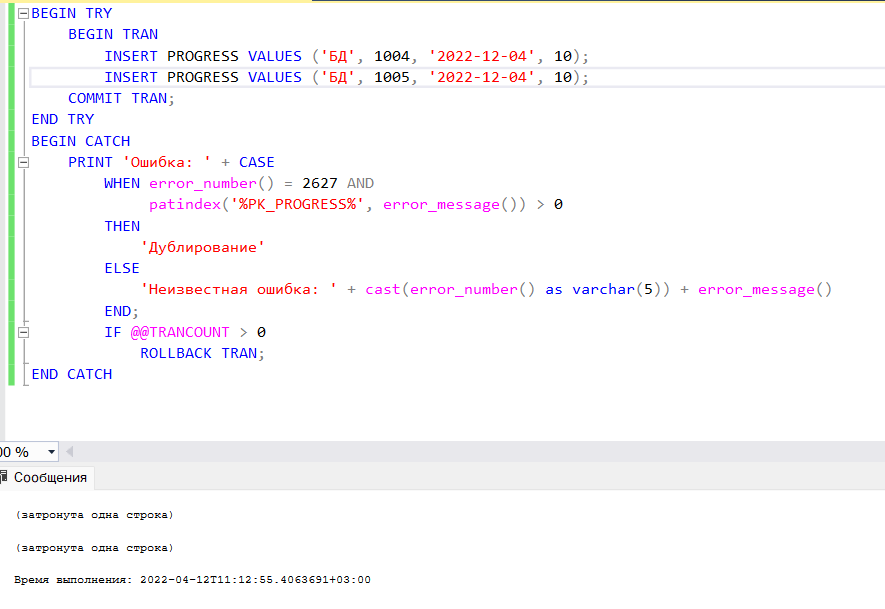 BEGIN TRY
BEGIN TRAN
INSERT PROGRESS VALUES ('БД', 1004, '2022-12-04', 10);
INSERT PROGRESS VALUES ('БД', 1005, '2022-12-04', 10);
COMMIT TRAN;
END TRY
BEGIN CATCH
PRINT 'Ошибка: ' + CASE
WHEN error_number() = 2627 AND
patindex('%PK_PROGRESS%', error_message()) > 0
THEN
'Дублирование'
ELSE
'Неизвестная ошибка: ' + cast(error_number() as varchar(5)) + error_message()
END;
IF @@TRANCOUNT > 0
ROLLBACK TRAN;
END CATCH
00 %
Сообщения
(затронута одна строка)
(затронута одна строка)
Время выполнения: 2022-04-12T11:12:55.4063691+03:00